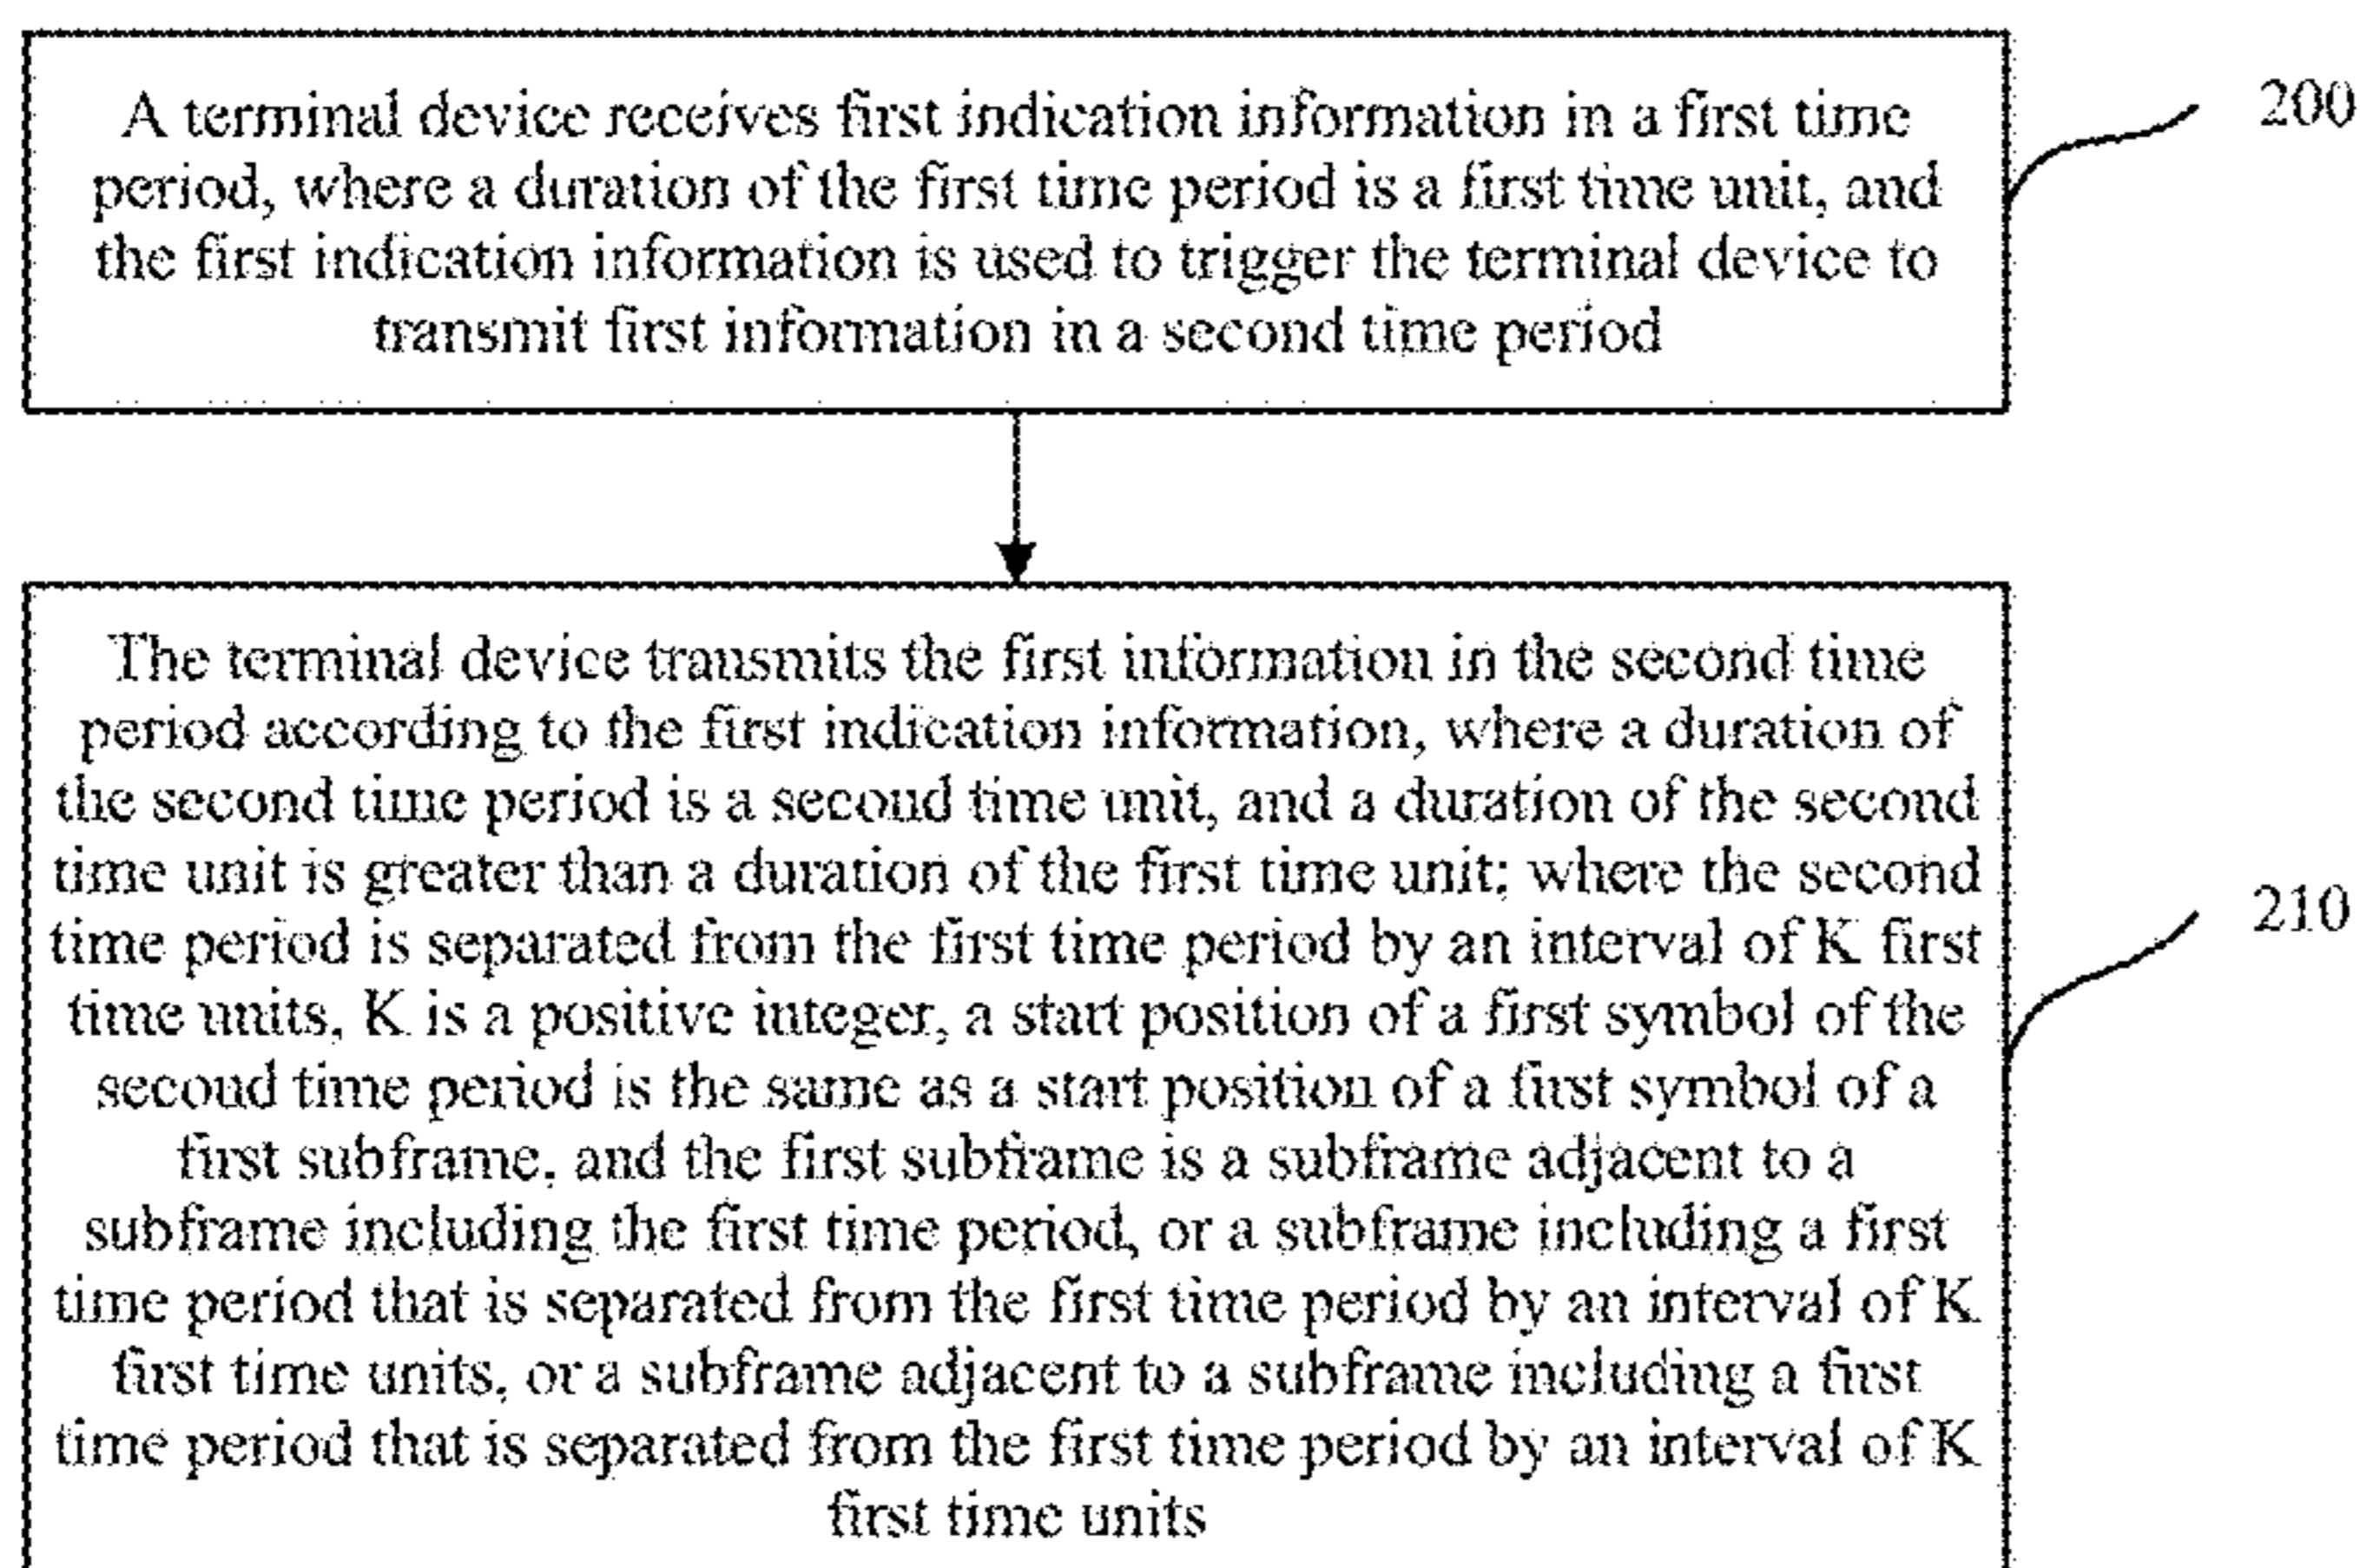 A terminal device receives first indication information in a first time
period, where a duration of the first time period is a first time unit, and
the first indication information is used to trigger the terminal device to
transmit first information in a second time period
200
The terminal device transmits the first information in the second time
period according to the first indication information, where a duration of
the second time period is a second time unit, and a duration of the second
time unit is greater than a duration of the first time unit; where the second
time period is separated from the first time period by an interval of K first
time units, K is a positive integer, a start position of a first symbol of the
second time period is the same as a start position of a first symbol of a
first subframe, and the first subframe is a subframe adjacent to a
subframe including the first time period, or a subframe including a first
time period that is separated from the first time period by an interval of K
first time units, or a subframe adjacent to a subframe including a first
time period that is separated from the first time period by an interval of K
first time units
210